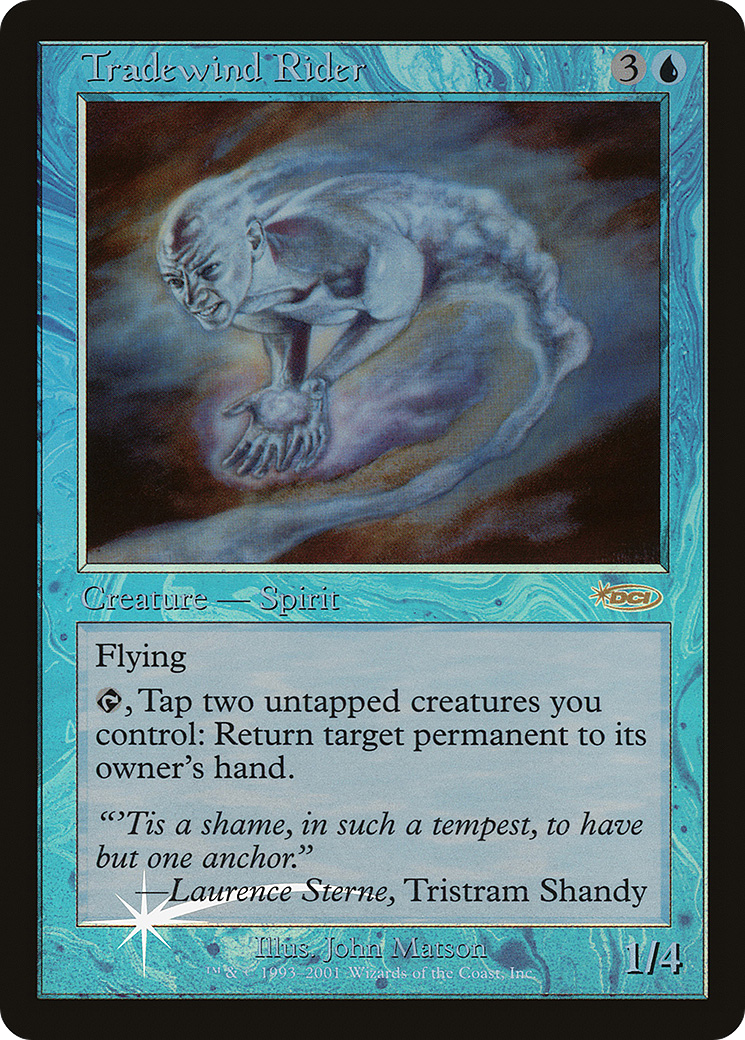 Tradewind Rider 3
Creature — Spirit DCI
Flying
, Tap two untapped creatures you
control: Return target permanent to its
owner's hand.
“’Tis a shame, in such a tempest, to have
but one anchor.”
—Laurence Sterne, Tristram Shandy
Illus. John Matson
1/4
™ & © 1993–2001 Wizards of the Coast, Inc.